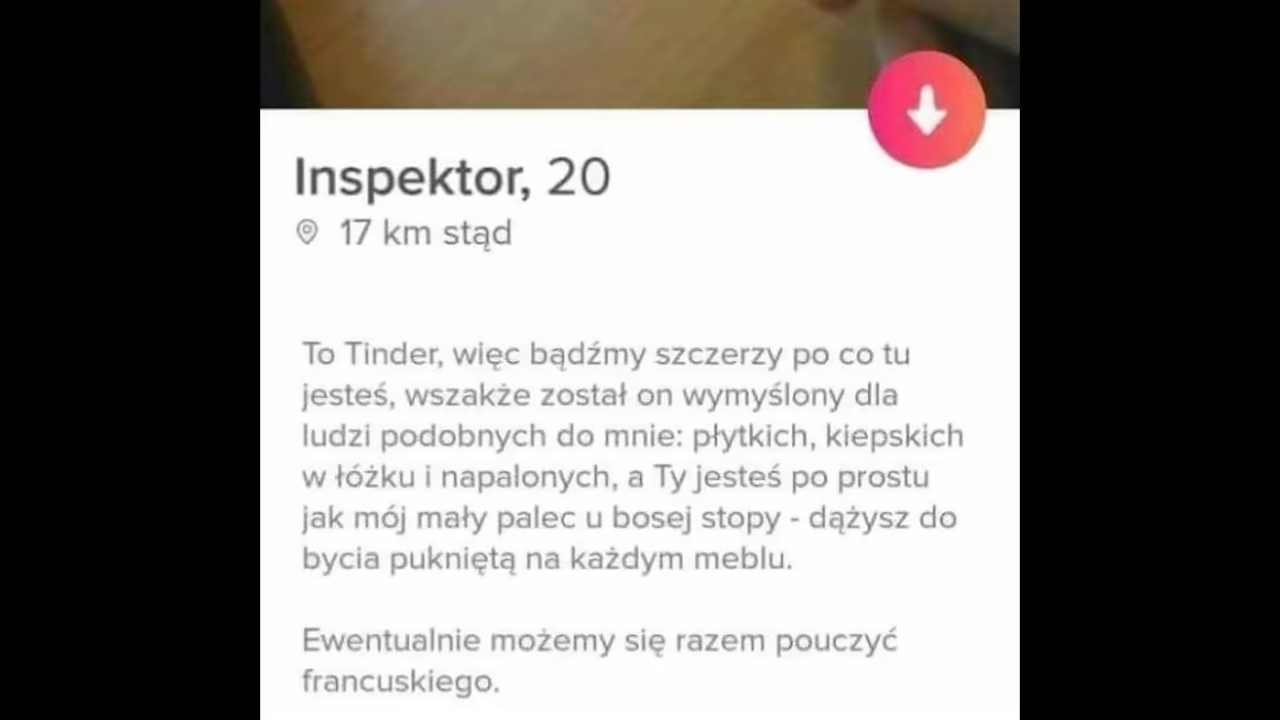 Inspektor, 20
17 km stąd
To Tinder, więc bądźmy szczerzy po co tu
jesteś, wszakże został on wymyślony dla
ludzi podobnych do mnie: płytkich, kiepskich
w łóżku i napalonych, a Ty jesteś po prostu
jak mój mały palec u bosej stopy - dążysz do
bycia pukniętą na każdym meblu.
Ewentualnie możemy się razem pouczyć
francuskiego.